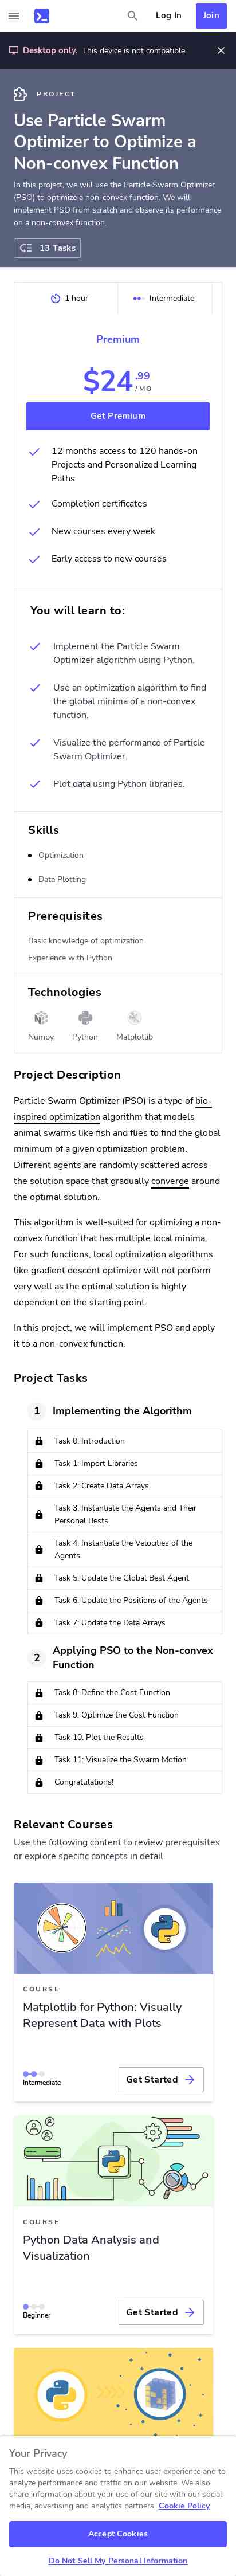 Log In
Join
Desktop only. This device is not compatible.
PROJECT
Use Particle Swarm
Optimizer to Optimize a
Non-convex Function
In this project, we will use the Particle Swarm Optimizer
(PSO) to optimize a non-convex function. We will
implement PSO from scratch and observe its performance
on a non-convex function.
13 Tasks
1 hour
Intermediate
Premium
$24 .99
/ MO
Get Premium
12 months access to 120 hands-on
Projects and Personalized Learning
Paths
Completion certificates
New courses every week
Early access to new courses
You will learn to:
Implement the Particle Swarm
Optimizer algorithm using Python.
Use an optimization algorithm to find
the global minima of a non-convex
function.
Visualize the performance of Particle
Swarm Optimizer.
Plot data using Python libraries.
Skills
Optimization
Data Plotting
Prerequisites
Basic knowledge of optimization
Experience with Python
Technologies
Numpy
Python
Matplotlib
Project Description
Particle Swarm Optimizer (PSO) is a type of bio-
inspired optimization algorithm that models
animal swarms like fish and flies to find the global
minimum of a given optimization problem.
Different agents are randomly scattered across
the solution space that gradually converge around
the optimal solution.
This algorithm is well-suited for optimizing a non-
convex function that has multiple local minima.
For such functions, local optimization algorithms
like gradient descent optimizer will not perform
very well as the optimal solution is highly
dependent on the starting point.
In this project, we will implement PSO and apply
it to a non-convex function.
Project Tasks
1 Implementing the Algorithm
Task 0: Introduction
Task 1: Import Libraries
Task 2: Create Data Arrays
Task 3: Instantiate the Agents and Their
Personal Bests
Task 4: Instantiate the Velocities of the
Agents
Task 5: Update the Global Best Agent
Task 6: Update the Positions of the Agents
Task 7: Update the Data Arrays
2 Applying PSO to the Non-convex
Function
Task 8: Define the Cost Function
Task 9: Optimize the Cost Function
Task 10: Plot the Results
Task 11: Visualize the Swarm Motion
Congratulations!
Relevant Courses
Use the following content to review prerequisites
or explore specific concepts in detail.
COURSE
Matplotlib for Python: Visually
Represent Data with Plots
Intermediate
Get Started
COURSE
Python Data Analysis and
Visualization
Beginner
Get Started
Your Privacy
This website uses cookies to enhance user experience and to
analyze performance and traffic on our website. We also
share information about your use of our site with our social
media, advertising and analytics partners. Cookie Policy
Accept Cookies
Do Not Sell My Personal Information